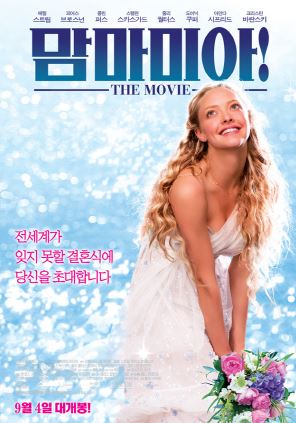 메릴 피어스 콜린 스텔란 줄리 도미닉 아만다 크리스틴
스트립 브로스넌 퍼스 스카스가드 월터스 쿠퍼 사이프리드 바란스키
맘마미아!
THE MOVIE
전세계가
잊지 못할 결혼식에
당신을 초대합니다
9월 4일 대개봉!